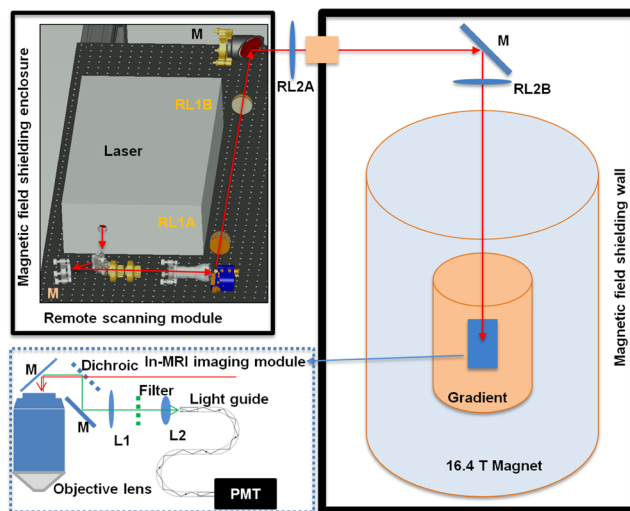 Magnetic field shielding enclosure
M
RL1B
Laser
RL1A
M
Remote scanning module
RL2A
M
RL2B
Magnetic field shielding wall
Gradient
16.4 T Magnet
In-MRI imaging module
M
Dichroic
Filter
Light guide
M
L1
L2
Objective lens
PMT